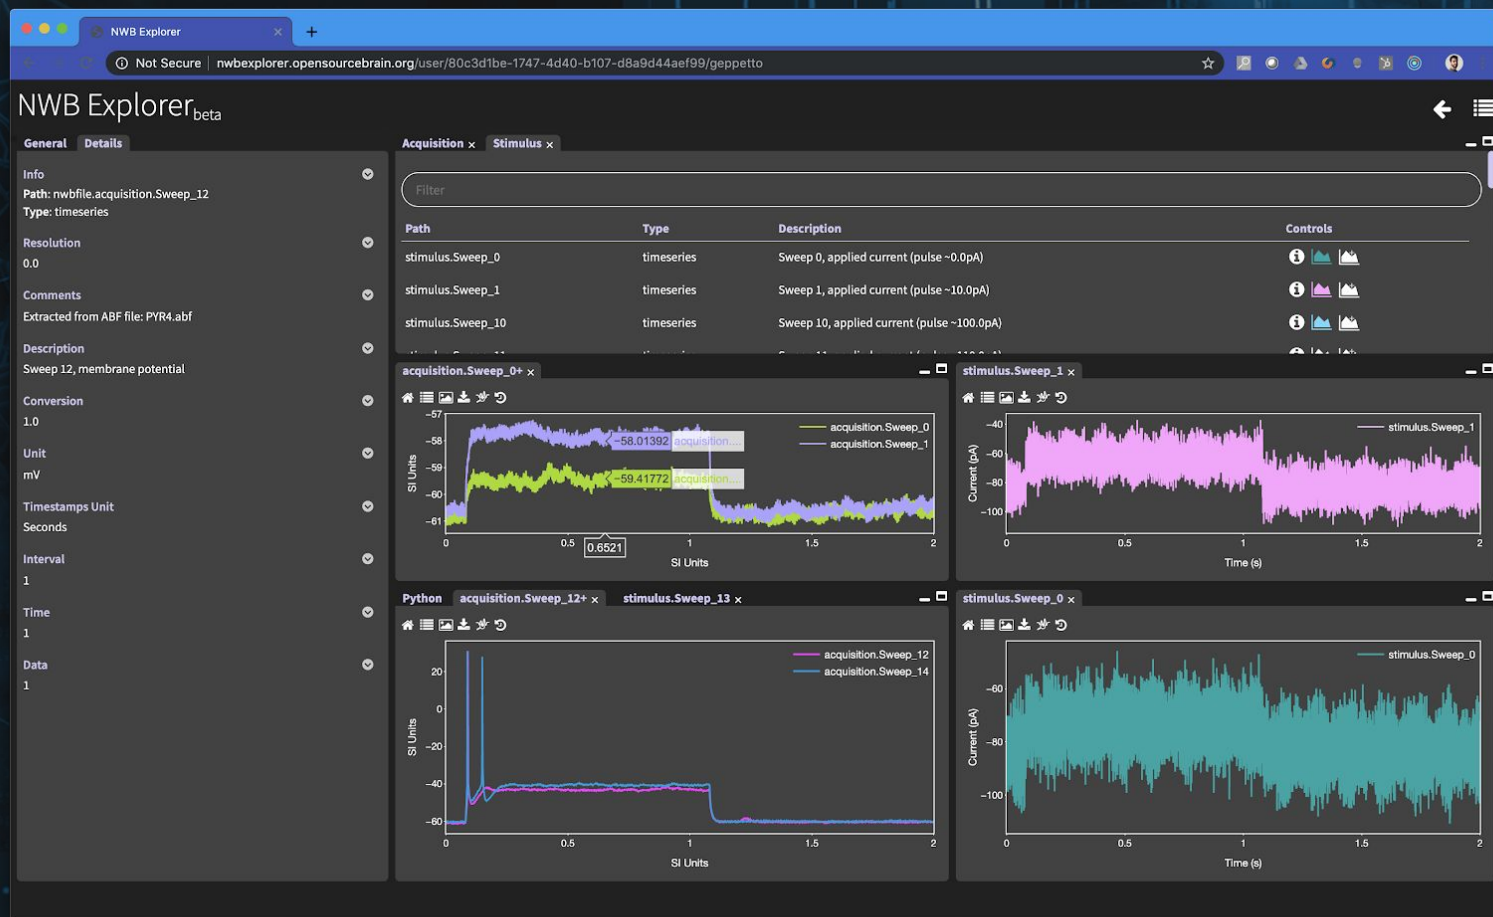 NWB Explorer
Not Secure | nwbexplorer.opensourcebrain.org/user/80c3d1be-1747-4d40-b107-d8a9d44aef99/geppetto
NWB Explorer beta
General Details
Info
Path: nwbfile.acquisition.Sweep_12
Type: timeseries
Resolution
0.0
Comments
Extracted from ABF file: PYR4.abf
Description
Sweep 12, membrane potential
Conversion
1.0
Unit
mV
Timestamps Unit
Seconds
Interval
1
Time
1
Data
1
Acquisition Stimulus
Filter
Path Type Description Controls
stimulus.Sweep_0 timeseries Sweep 0, applied current (pulse ~0.0pA)
stimulus.Sweep_1 timeseries Sweep 1, applied current (pulse ~10.0pA)
stimulus.Sweep_10 timeseries Sweep 10, applied current (pulse ~100.0pA)
acquisition.Sweep_0+
−57
−58
−59
−60
−61
SI Units
acquisition.Sweep_0
acquisition.Sweep_1
−58.01392 acquisition....
−59.41772 acquisition....
0 0.5 1 1.5 2
0.6521
SI Units
stimulus.Sweep_1
−40
−60
−80
−100
Current (pA)
stimulus.Sweep_1
0 0.5 1 1.5 2
Time (s)
Python acquisition.Sweep_12+ stimulus.Sweep_13
20
0
−20
−40
−60
SI Units
acquisition.Sweep_12
acquisition.Sweep_14
0 0.5 1 1.5 2
SI Units
stimulus.Sweep_0
−60
−80
−100
Current (pA)
stimulus.Sweep_0
0 0.5 1 1.5 2
Time (s)